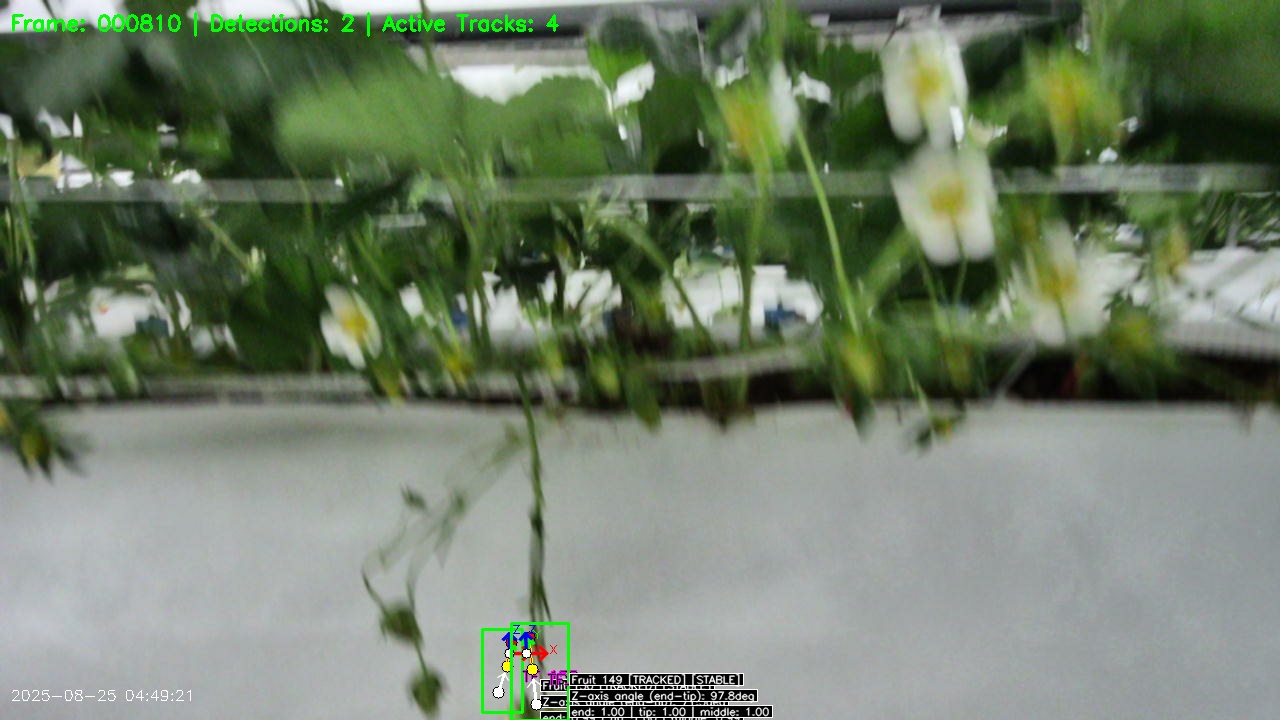 Frame: 000810 | Detections: 2 | Active Tracks: 4
Z Z
X
Fruit 149 [TRACKED] [STABLE]
Z-axis angle (end-tip): 97.8deg
end: 1.00 | tip: 1.00 | middle: 1.00
2025-08-25 04:49:21